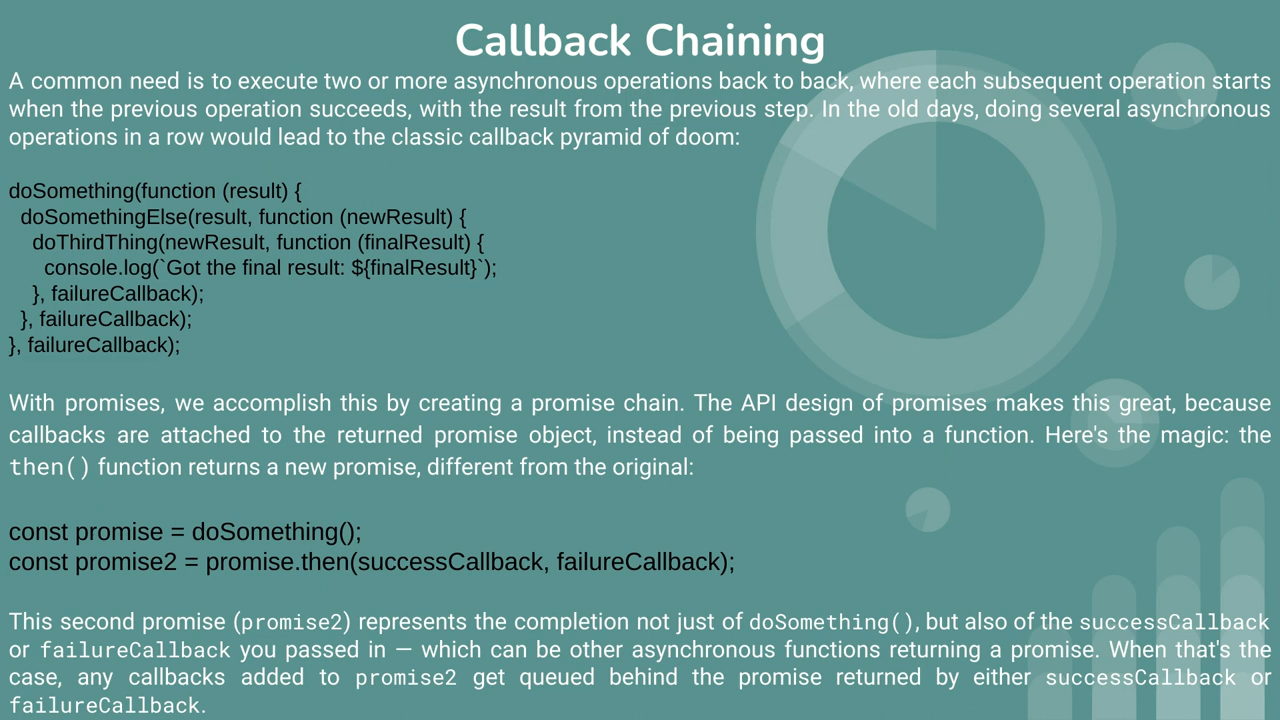 Callback Chaining
A common need is to execute two or more asynchronous operations back to back, where each subsequent operation starts
when the previous operation succeeds, with the result from the previous step. In the old days, doing several asynchronous
operations in a row would lead to the classic callback pyramid of doom:
doSomething(function (result) {
  doSomethingElse(result, function (newResult) {
    doThirdThing(newResult, function (finalResult) {
      console.log(`Got the final result: ${finalResult}`);
    }, failureCallback);
  }, failureCallback);
}, failureCallback);
With promises, we accomplish this by creating a promise chain. The API design of promises makes this great, because
callbacks are attached to the returned promise object, instead of being passed into a function. Here's the magic: the
then() function returns a new promise, different from the original:
const promise = doSomething();
const promise2 = promise.then(successCallback, failureCallback);
This second promise (promise2) represents the completion not just of doSomething(), but also of the successCallback
or failureCallback you passed in — which can be other asynchronous functions returning a promise. When that's the
case, any callbacks added to promise2 get queued behind the promise returned by either successCallback or
failureCallback.